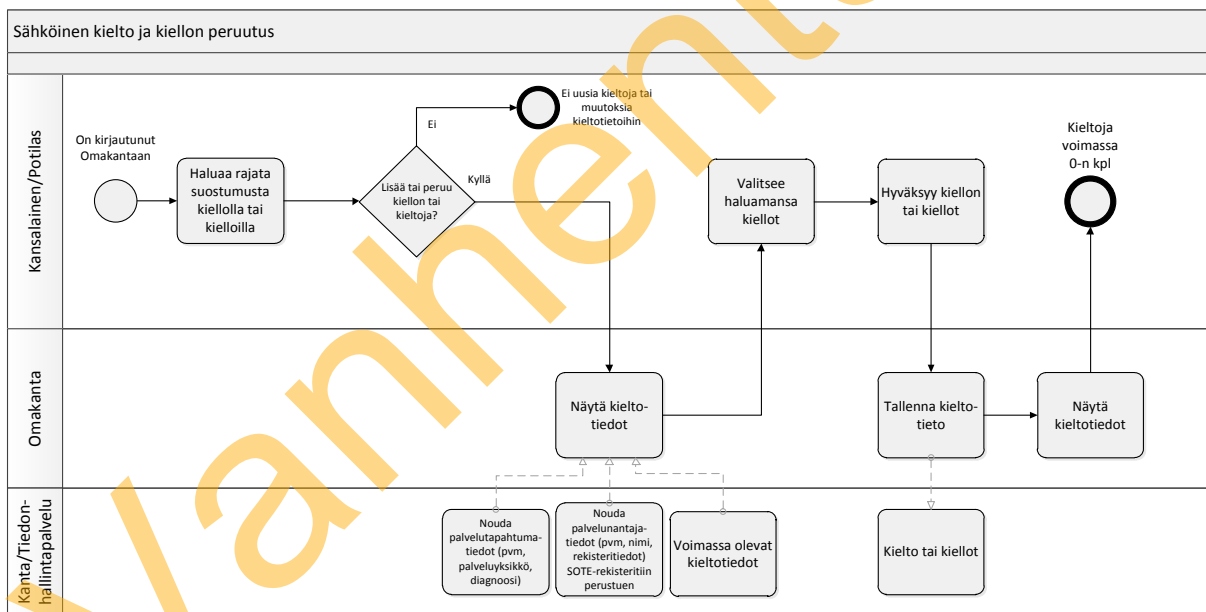 Sähköinen kielto ja kiellon peruutus
Kansalainen/Potilas
On kirjautunut
Omakantaan
Haluaa rajata
suostumusta
kiellolla tai
kielloilla
Lisää tai peruu
kiellon tai
kieltoja?
Ei
Kyllä
Ei uusia kieltoja tai
muutoksia
kieltotietoihin
Valitsee
haluamansa
kiellot
Hyväksyy kiellon
tai kiellot
Kieltoja
voimassa
0-n kpl
Omakanta
Näytä kielto-
tiedot
Tallenna kielto-
tieto
Näytä
kieltotiedot
Kanta/Tiedon-
hallintapalvelu
Nouda
palvelutapahtuma-
tiedot (pvm,
palveluyksikkö,
diagnoosi)
Nouda
palvelunantaja-
tiedot (pvm, nimi,
rekisteritiedot)
SOTE-rekisteritiin
perustuen
Voimassa olevat
kieltotiedot
Kielto tai kiellot
Vanhent